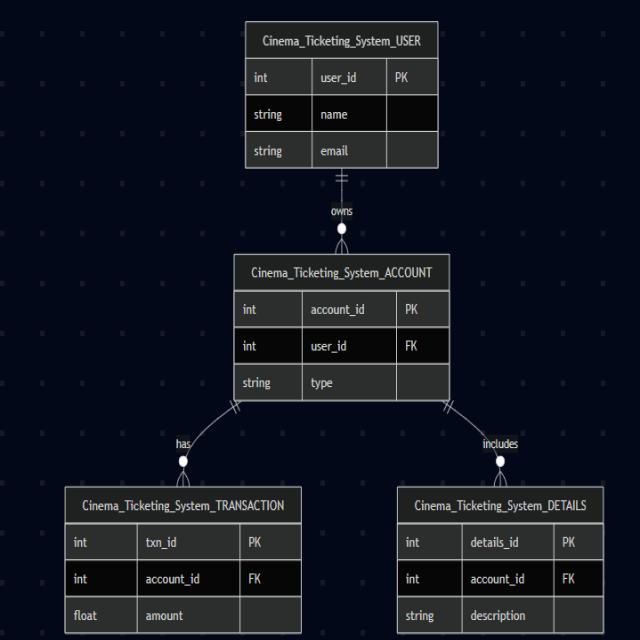 Cinema_Ticketing_System_USER
int user_id PK
string name
string email
owns
Cinema_Ticketing_System_ACCOUNT
int account_id PK
int user_id FK
string type
has includes
Cinema_Ticketing_System_TRANSACTION
int txn_id PK
int account_id FK
float amount
Cinema_Ticketing_System_DETAILS
int details_id PK
int account_id FK
string description